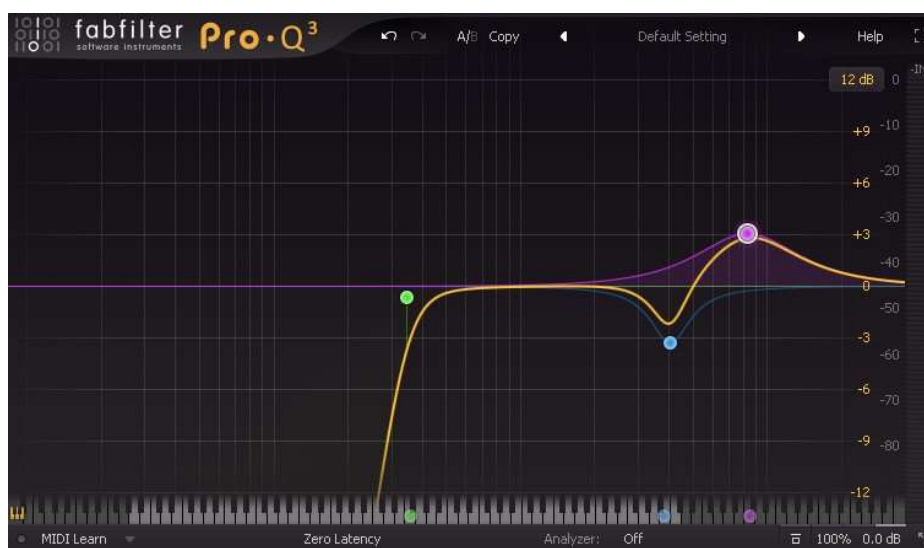 fabfilter Pro·Q³ A/B Copy Default Setting Help
software instruments
-IN
12 dB 0
+9 -10
+6 -20
-30
+3
-40
0
-50
-3
-60
-6
-70
-9 -80
-12
MIDI Learn Zero Latency Analyzer: Off 100% 0.0 dB